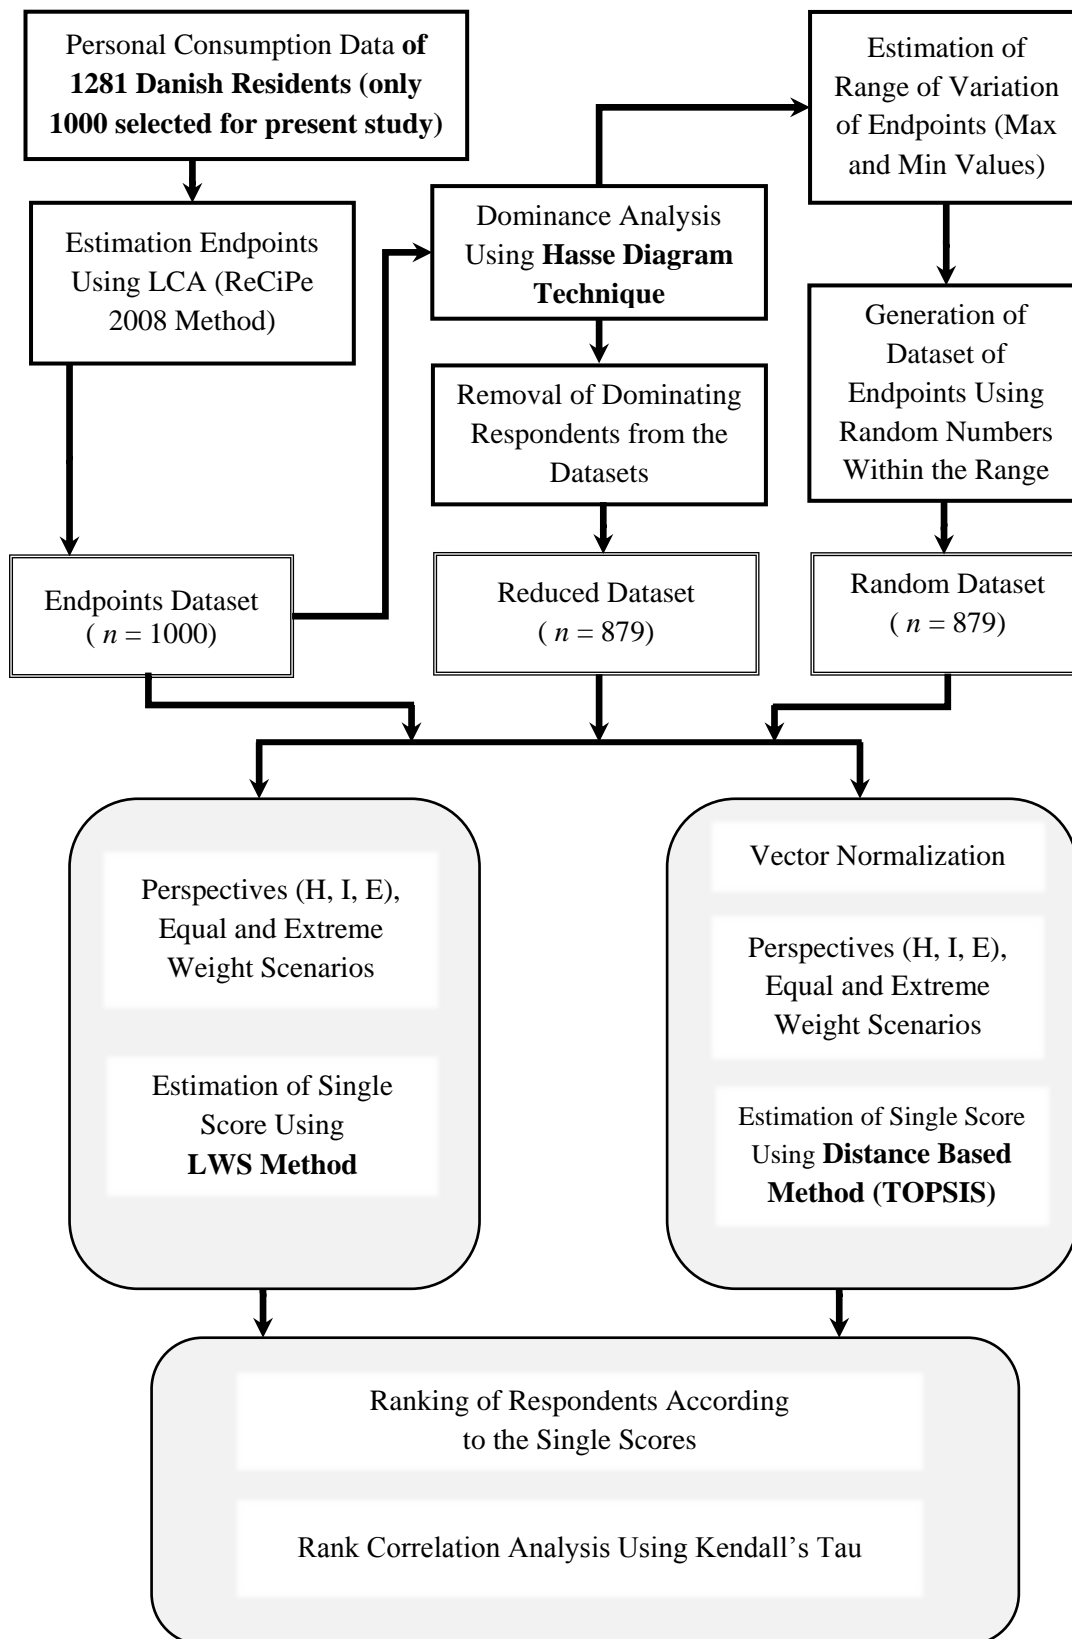 Personal Consumption Data of
1281 Danish Residents (only
1000 selected for present study)
Estimation Endpoints
Using LCA (ReCiPe
2008 Method)
Endpoints Dataset
( n = 1000)
Dominance Analysis
Using Hasse Diagram
Technique
Removal of Dominating
Respondents from the
Datasets
Reduced Dataset
( n = 879)
Estimation of
Range of Variation
of Endpoints (Max
and Min Values)
Generation of
Dataset of
Endpoints Using
Random Numbers
Within the Range
Random Dataset
( n = 879)
Perspectives (H, I, E),
Equal and Extreme
Weight Scenarios
Estimation of Single
Score Using
LWS Method
Vector Normalization
Perspectives (H, I, E),
Equal and Extreme
Weight Scenarios
Estimation of Single Score
Using Distance Based
Method (TOPSIS)
Ranking of Respondents According
to the Single Scores
Rank Correlation Analysis Using Kendall’s Tau